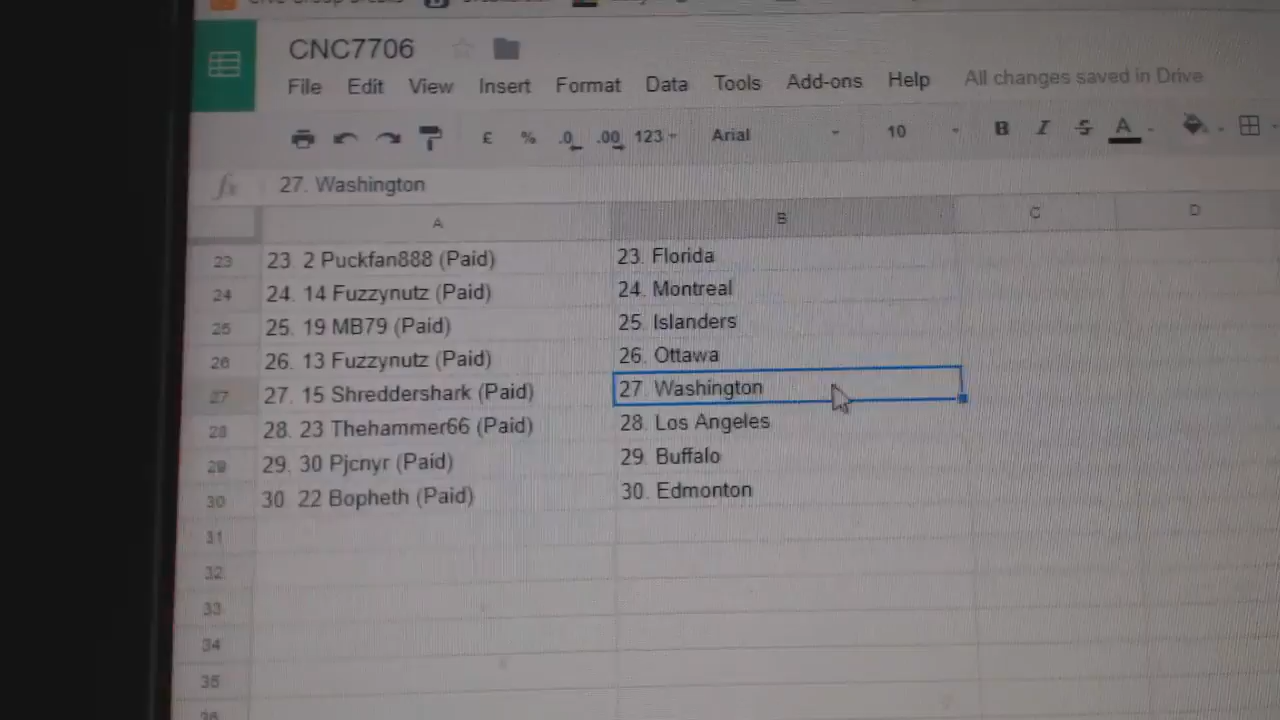 CNC7706
File Edit View Insert Format Data Tools Add-ons Help All changes saved in Drive
£ % .0 .00 123 Arial 10 B I S A
fx 27. Washington
A B C D
23 23. 2 Puckfan888 (Paid) 23. Florida
24 24. 14 Fuzzynutz (Paid) 24. Montreal
25 25. 19 MB79 (Paid) 25. Islanders
26 26. 13 Fuzzynutz (Paid) 26. Ottawa
27 27. 15 Shreddershark (Paid) 27. Washington
28 28. 23 Thehammer66 (Paid) 28. Los Angeles
29 29. 30 Pjcnyr (Paid) 29. Buffalo
30 30. 22 Bopheth (Paid) 30. Edmonton
31
32
33
34
35
36